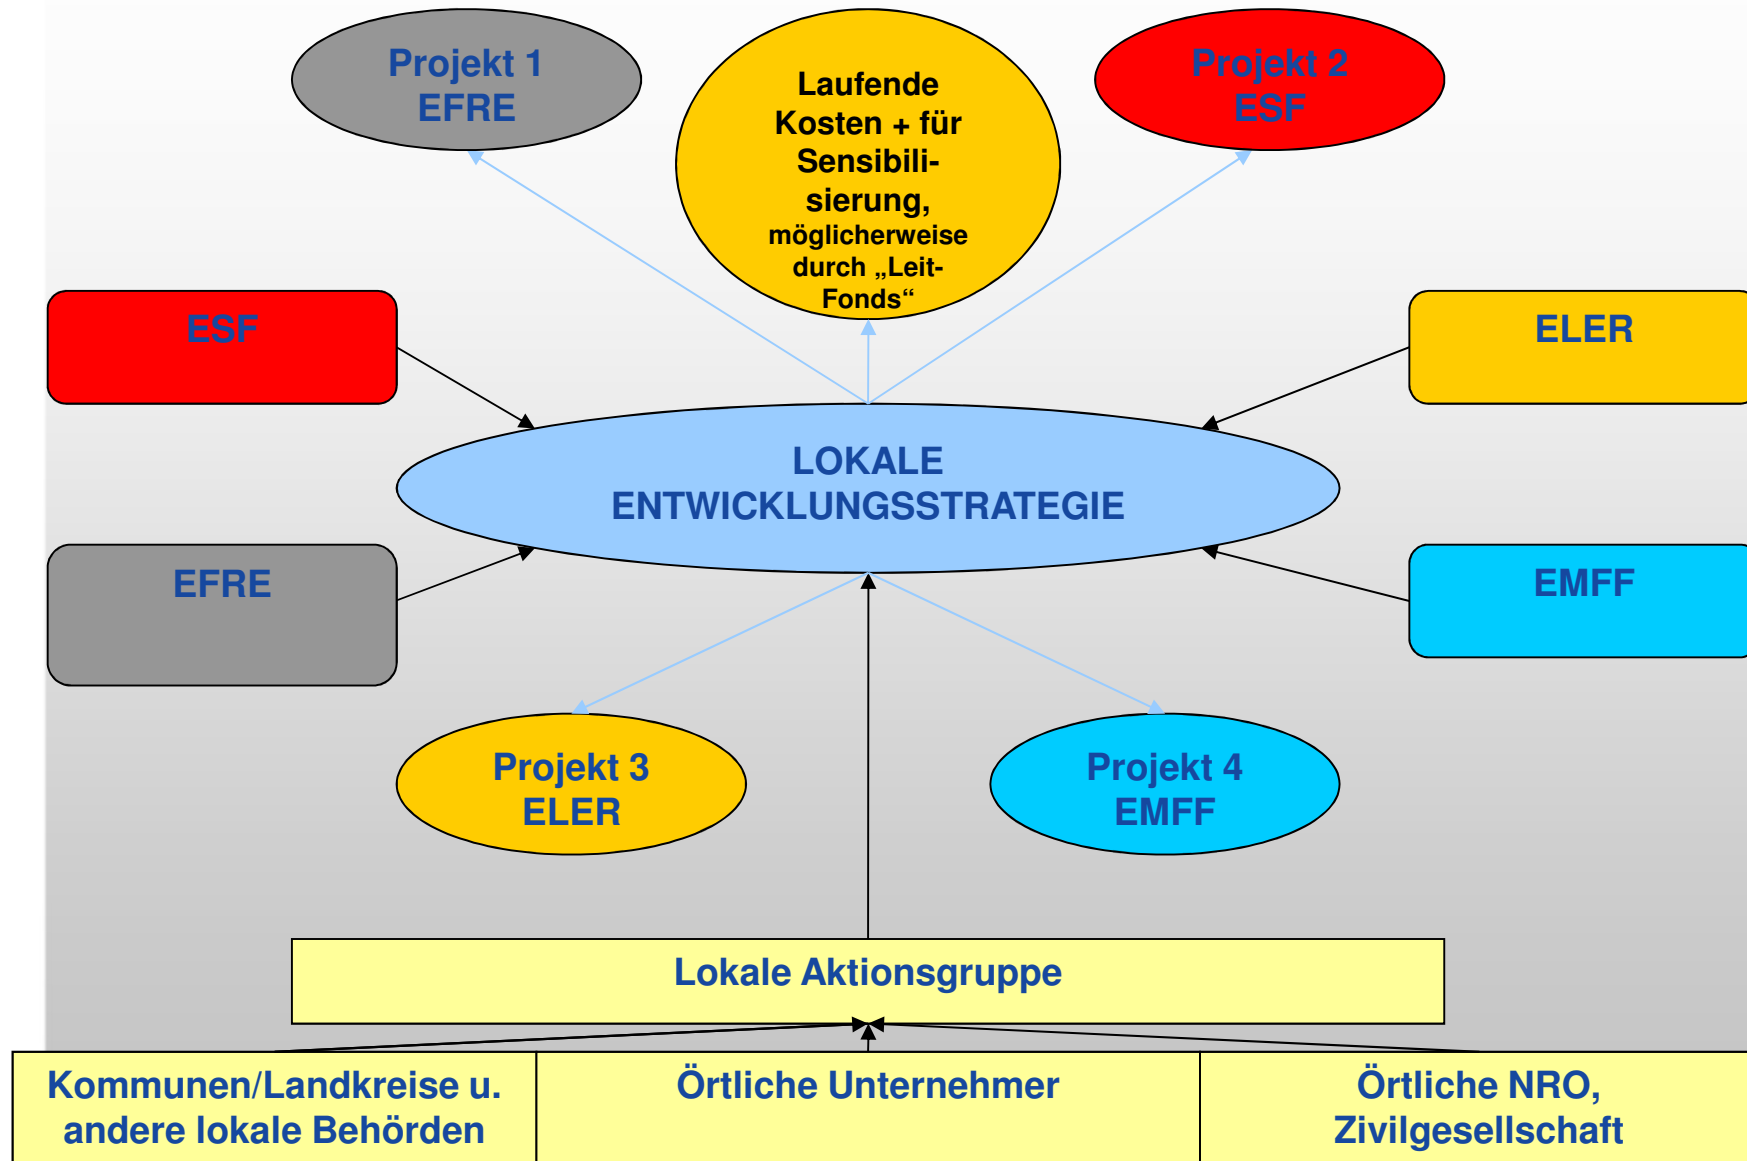 Projekt 1
EFRE
Laufende
Kosten + für
Sensibili-
sierung,
möglicherweise
durch „Leit-
Fonds“
Projekt 2
ESF
ESF
ELER
LOKALE
ENTWICKLUNGSSTRATEGIE
EFRE
EMFF
Projekt 3
ELER
Projekt 4
EMFF
Lokale Aktionsgruppe
Kommunen/Landkreise u.
andere lokale Behörden
Örtliche Unternehmer
Örtliche NRO,
Zivilgesellschaft